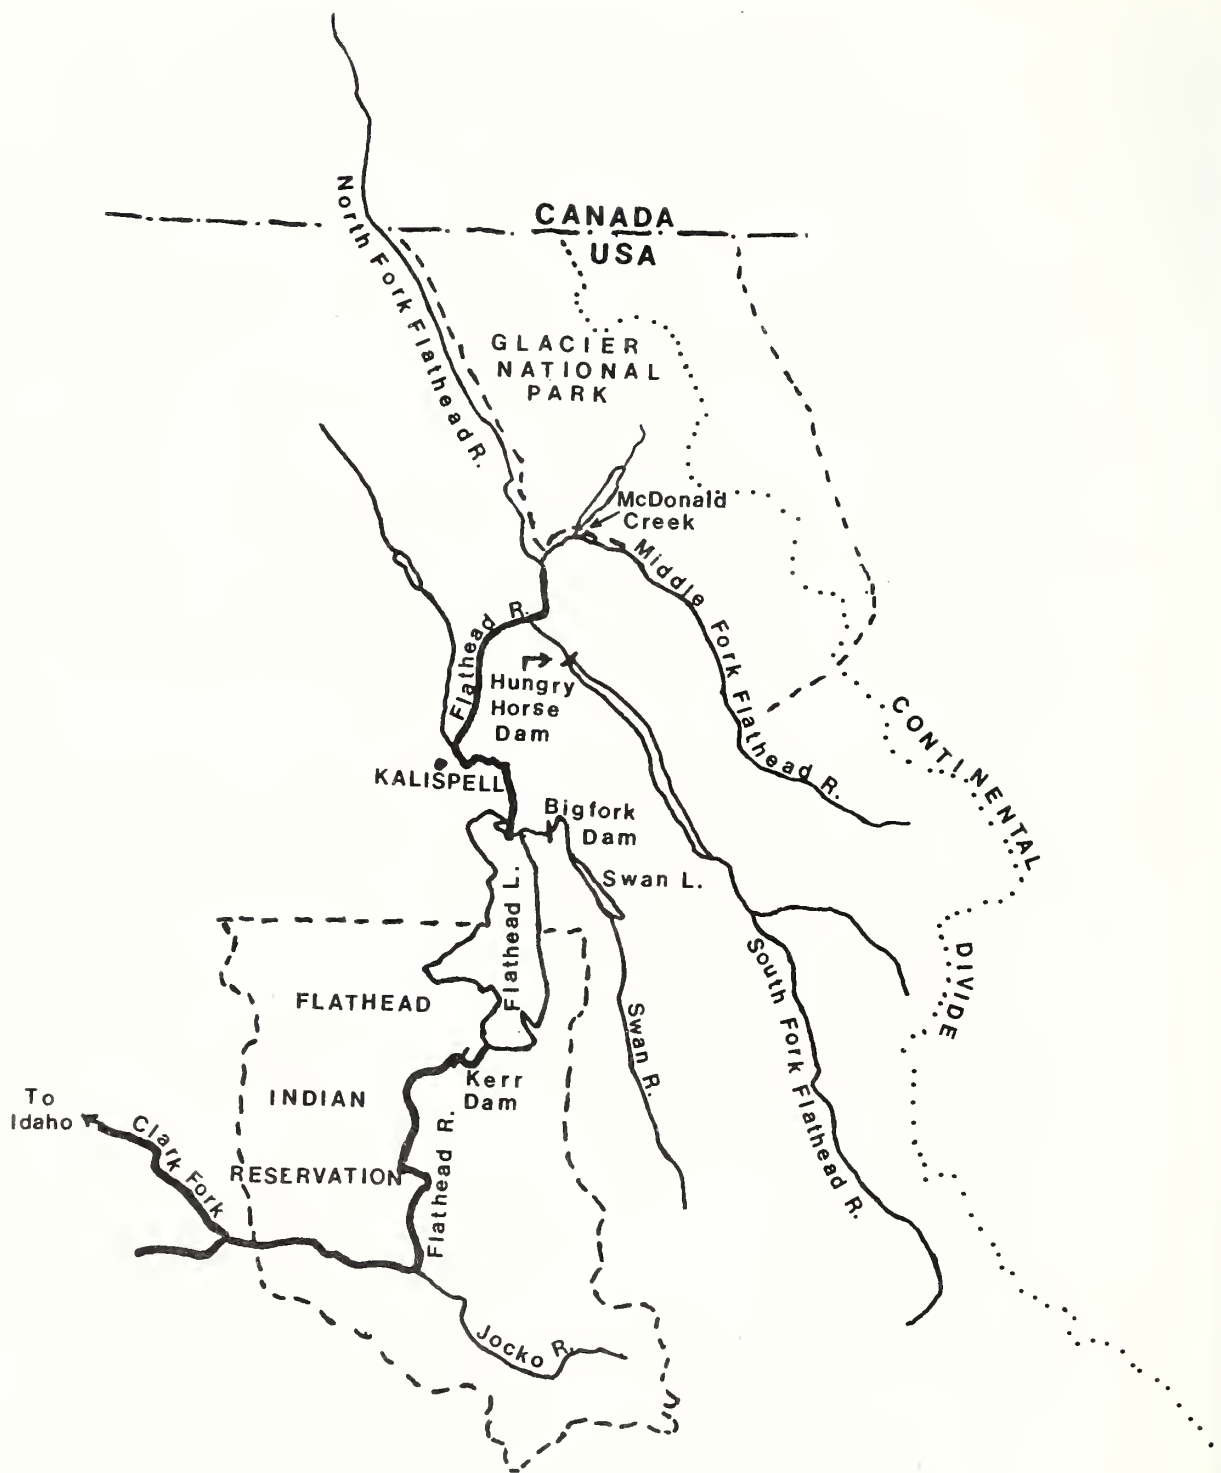 CANADA
USA
North Fork Flathead R.
GLACIER
NATIONAL
PARK
McDonald
Creek
Middle Fork Flathead R.
Flathead R.
Hungry
Horse
Dam
CONTINENTAL
DIVIDE
KALISPELL
Bigfork
Dam
Swan L.
Flathead L.
South Fork Flathead R.
FLATHEAD
INDIAN
RESERVATION
Swan R.
Kerr
Dam
Flathead R.
To
Idaho
Clark Fork
Jocko R.